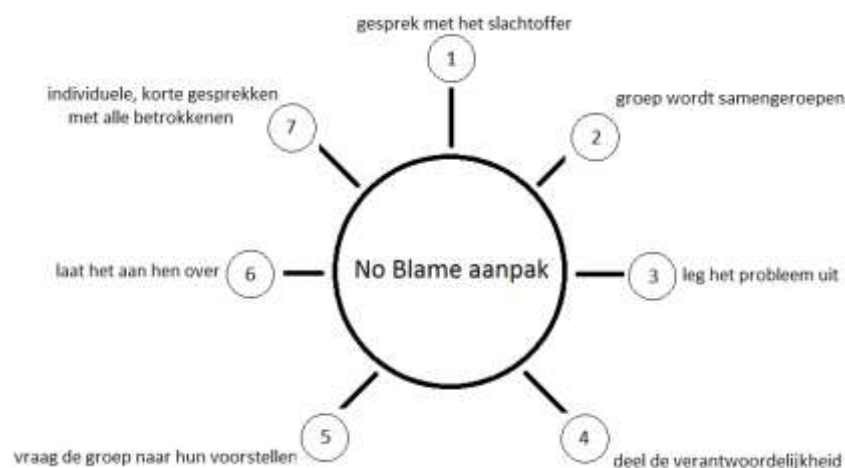 gesprek met het slachtoffer
1
groep wordt samengeroepen
2
3
leg het probleem uit
4
deel de verantwoordelijkheid
5
vraag de groep naar hun voorstellen
laat het aan hen over
6
individuele, korte gesprekken
met alle betrokkenen
7
No Blame aanpak